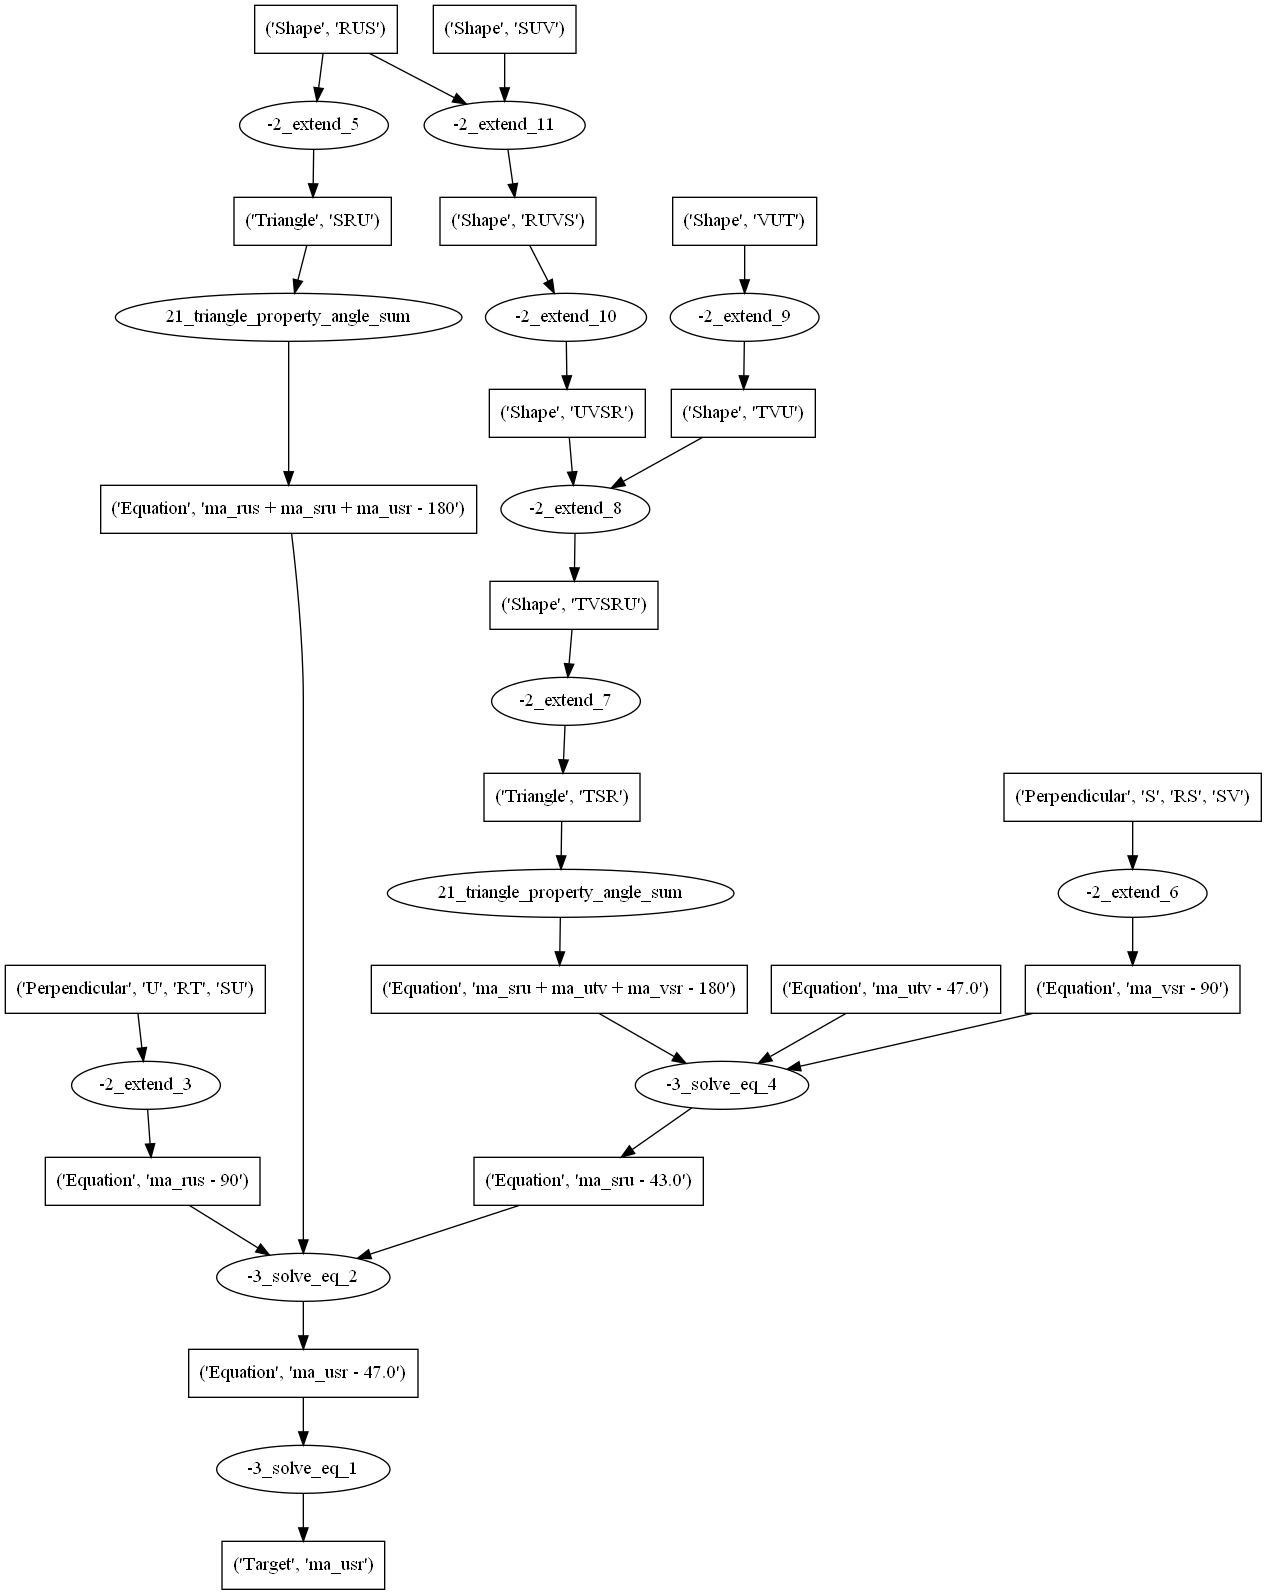 ('Shape', 'RUS')
('Shape', 'SUV')
-2_extend_5
-2_extend_11
('Triangle', 'SRU')
('Shape', 'RUVS')
('Shape', 'VUT')
21_triangle_property_angle_sum
-2_extend_10
-2_extend_9
('Shape', 'UVSR')
('Shape', 'TVU')
('Equation', 'ma_rus + ma_sru + ma_usr - 180')
-2_extend_8
('Shape', 'TVSRU')
-2_extend_7
('Triangle', 'TSR')
('Perpendicular', 'S', 'RS', 'SV')
21_triangle_property_angle_sum
-2_extend_6
('Perpendicular', 'U', 'RT', 'SU')
('Equation', 'ma_sru + ma_utv + ma_vsr - 180')
('Equation', 'ma_utv - 47.0')
('Equation', 'ma_vsr - 90')
-2_extend_3
-3_solve_eq_4
('Equation', 'ma_rus - 90')
('Equation', 'ma_sru - 43.0')
-3_solve_eq_2
('Equation', 'ma_usr - 47.0')
-3_solve_eq_1
('Target', 'ma_usr')